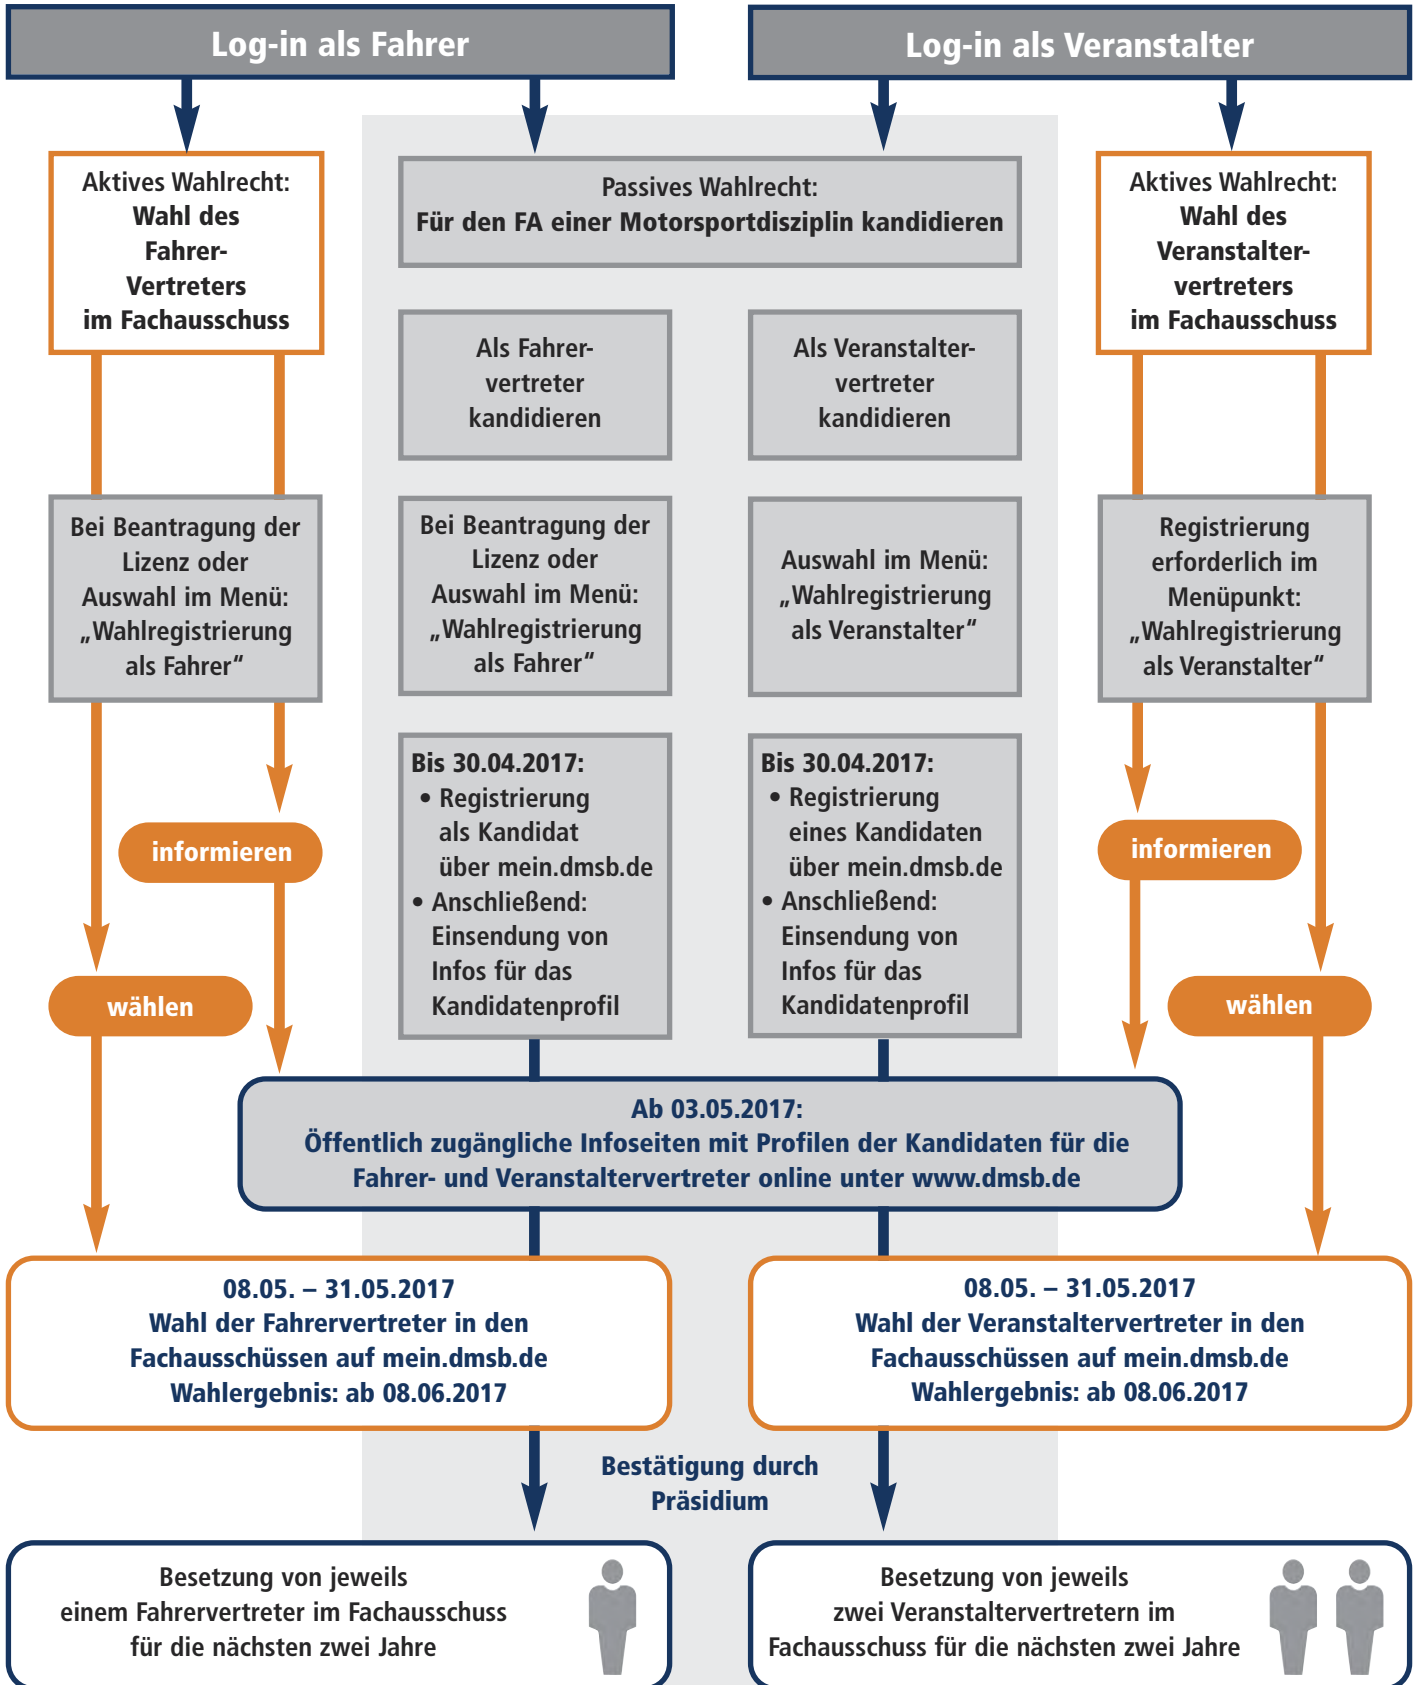 Log-in als Fahrer
Log-in als Veranstalter
Aktives Wahlrecht:
Wahl des
Fahrer-
Vertreters
im Fachausschuss
Passives Wahlrecht:
Für den FA einer Motorsportdisziplin kandidieren
Aktives Wahlrecht:
Wahl des
Veranstalter-
vertreters
im Fachausschuss
Als Fahrer-
vertreter
kandidieren
Als Veranstalter-
vertreter
kandidieren
Bei Beantragung der
Lizenz oder
Auswahl im Menü:
„Wahlregistrierung
als Fahrer“
Bei Beantragung der
Lizenz oder
Auswahl im Menü:
„Wahlregistrierung
als Fahrer“
Auswahl im Menü:
„Wahlregistrierung
als Veranstalter“
Registrierung
erforderlich im
Menüpunkt:
„Wahlregistrierung
als Veranstalter“
informieren
wählen
Bis 30.04.2017:
• Registrierung
als Kandidat
über mein.dmsb.de
• Anschließend:
Einsendung von
Infos für das
Kandidatenprofil
Bis 30.04.2017:
• Registrierung
eines Kandidaten
über mein.dmsb.de
• Anschließend:
Einsendung von
Infos für das
Kandidatenprofil
informieren
wählen
Ab 03.05.2017:
Öffentlich zugängliche Infoseiten mit Profilen der Kandidaten für die
Fahrer- und Veranstaltervertreter online unter www.dmsb.de
08.05. – 31.05.2017
Wahl der Fahrervertreter in den
Fachausschüssen auf mein.dmsb.de
Wahlergebnis: ab 08.06.2017
08.05. – 31.05.2017
Wahl der Veranstaltervertreter in den
Fachausschüssen auf mein.dmsb.de
Wahlergebnis: ab 08.06.2017
Bestätigung durch
Präsidium
Besetzung von jeweils
einem Fahrervertreter im Fachausschuss
für die nächsten zwei Jahre
Besetzung von jeweils
zwei Veranstaltervertretern im
Fachausschuss für die nächsten zwei Jahre